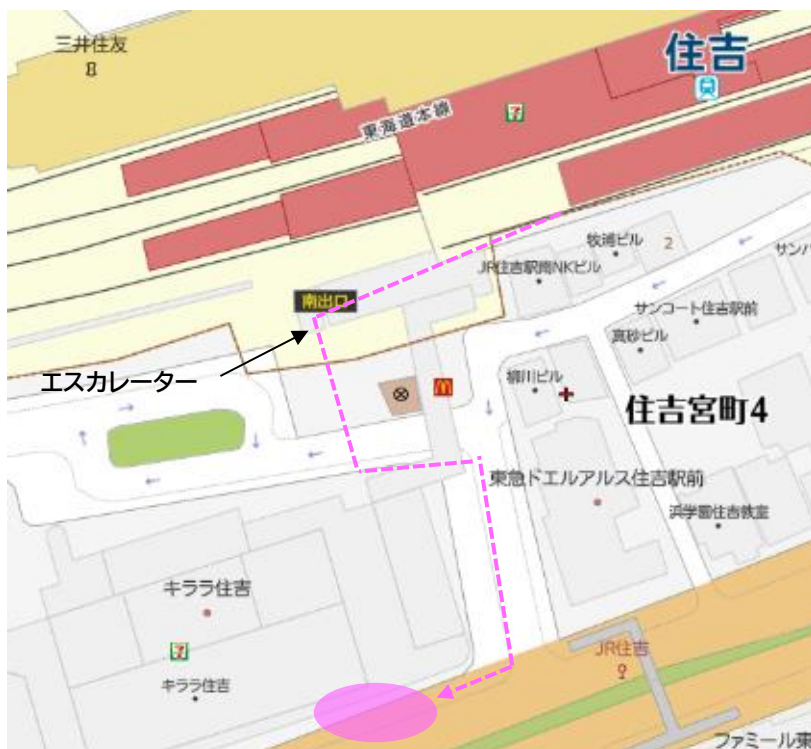 三井住友
住吉
7
東海道本線
牧浦ビル
2
サンパ
JR住吉駅南NKビル
南出口
サンコート住吉駅前
真砂ビル
エスカレーター
柳川ビル
住吉宮町4
東急ドエルアルス住吉駅前
浜学園住吉教室
キララ住吉
7
JR住吉
キララ住吉
ファミール東